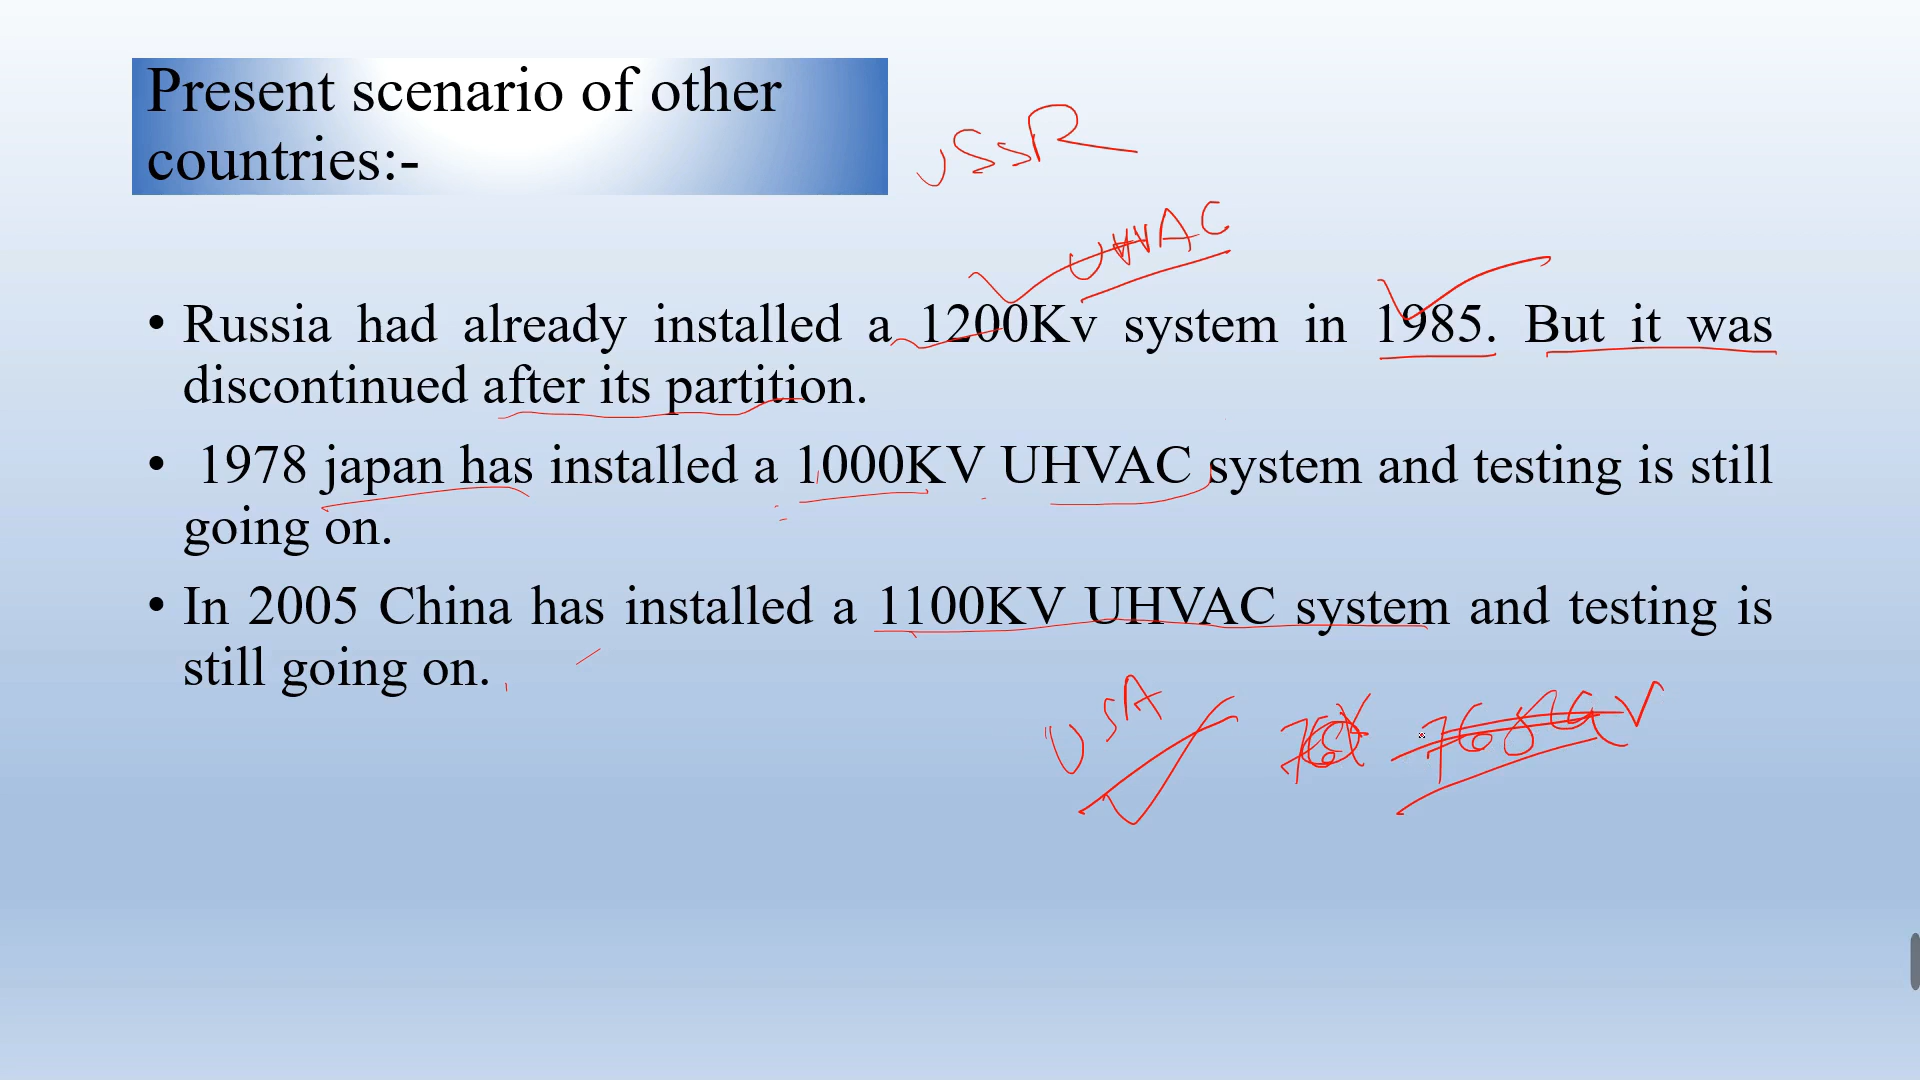 Present scenario of other
countries:-
USSR
UHVAC
• Russia had already installed a 1200Kv system in 1985. But it was
discontinued after its partition.
• 1978 japan has installed a 1000KV UHVAC system and testing is still
going on.
• In 2005 China has installed a 1100KV UHVAC system and testing is
still going on.
USA